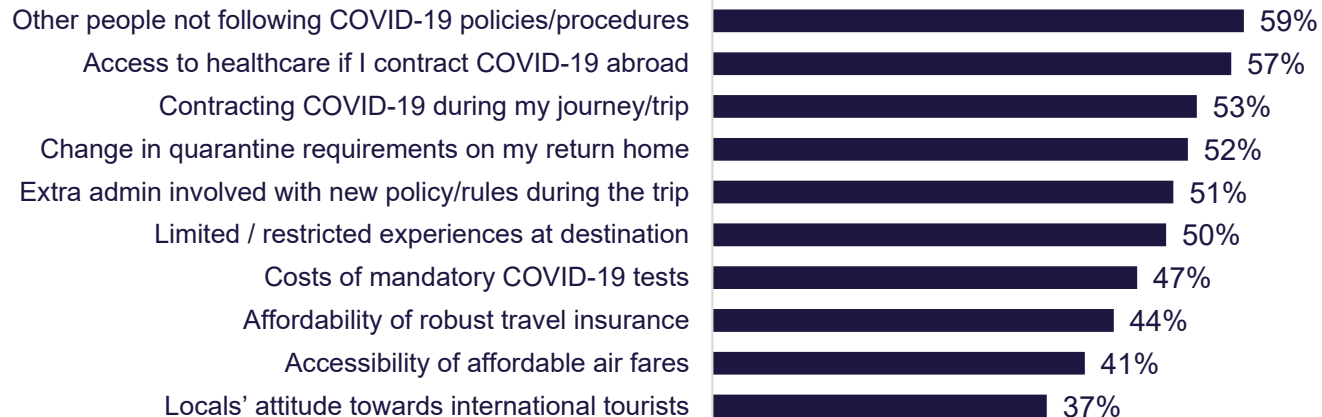 Other people not following COVID-19 policies/procedures 59%
Access to healthcare if I contract COVID-19 abroad 57%
Contracting COVID-19 during my journey/trip 53%
Change in quarantine requirements on my return home 52%
Extra admin involved with new policy/rules during the trip 51%
Limited / restricted experiences at destination 50%
Costs of mandatory COVID-19 tests 47%
Affordability of robust travel insurance 44%
Accessibility of affordable air fares 41%
Locals’ attitude towards international tourists 37%